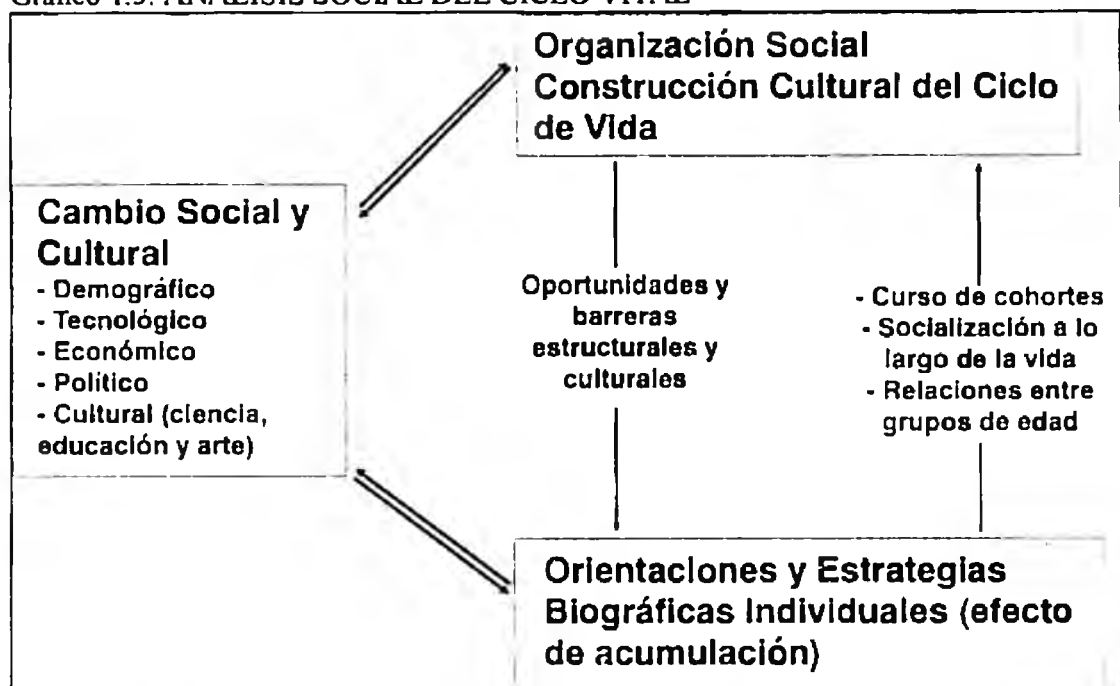 Organización Social
Construcción Cultural del Ciclo
de Vida
Cambio Social y
Cultural
- Demográfico
- Tecnológico
- Económico
- Político
- Cultural (ciencia,
educación y arte)
Oportunidades y
barreras
estructurales y
culturales
- Curso de cohortes
- Socialización a lo
largo de la vida
- Relaciones entre
grupos de edad
Orientaciones y Estrategias
Biográficas Individuales (efecto
de acumulación)